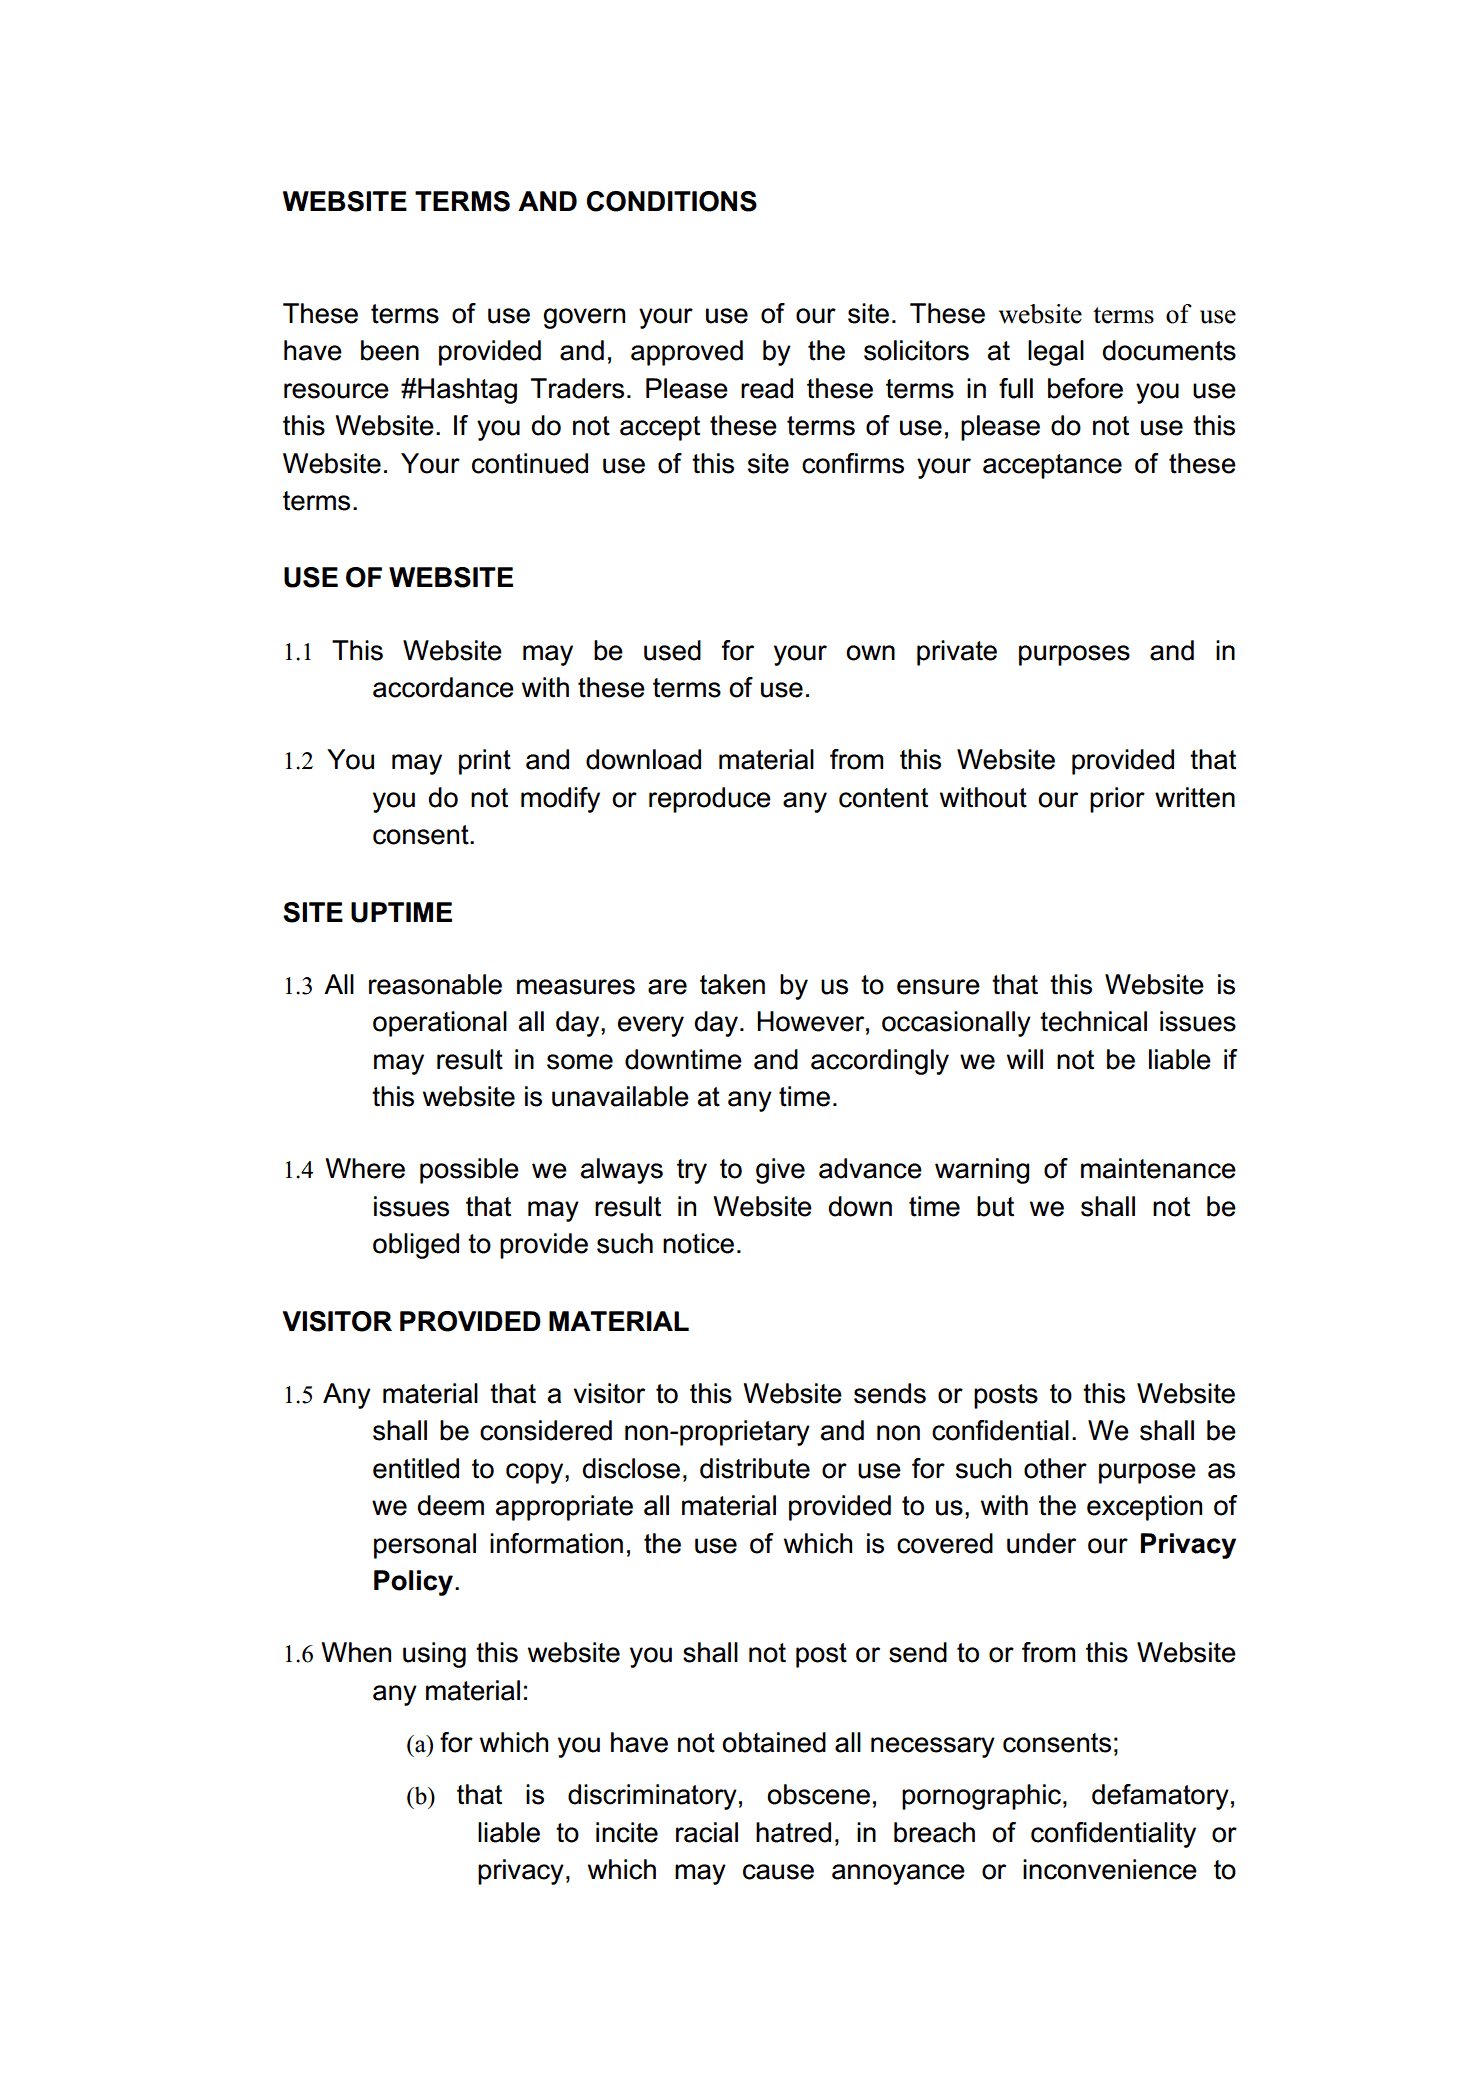 WEBSITE TERMS AND CONDITIONS
These terms of use govern your use of our site. These website terms of use
have been provided and, approved by the solicitors at legal documents
resource #Hashtag Traders. Please read these terms in full before you use
this Website. If you do not accept these terms of use, please do not use this
Website. Your continued use of this site confirms your acceptance of these
terms.
USE OF WEBSITE
1.1 This Website may be used for your own private purposes and in
accordance with these terms of use.
1.2 You may print and download material from this Website provided that
you do not modify or reproduce any content without our prior written
consent.
SITE UPTIME
1.3 All reasonable measures are taken by us to ensure that this Website is
operational all day, every day. However, occasionally technical issues
may result in some downtime and accordingly we will not be liable if
this website is unavailable at any time.
1.4 Where possible we always try to give advance warning of maintenance
issues that may result in Website down time but we shall not be
obliged to provide such notice.
VISITOR PROVIDED MATERIAL
1.5 Any material that a visitor to this Website sends or posts to this Website
shall be considered non-proprietary and non confidential. We shall be
entitled to copy, disclose, distribute or use for such other purpose as
we deem appropriate all material provided to us, with the exception of
personal information, the use of which is covered under our Privacy
Policy.
1.6 When using this website you shall not post or send to or from this Website
any material:
(a) for which you have not obtained all necessary consents;
(b) that is discriminatory, obscene, pornographic, defamatory,
liable to incite racial hatred, in breach of confidentiality or
privacy, which may cause annoyance or inconvenience to